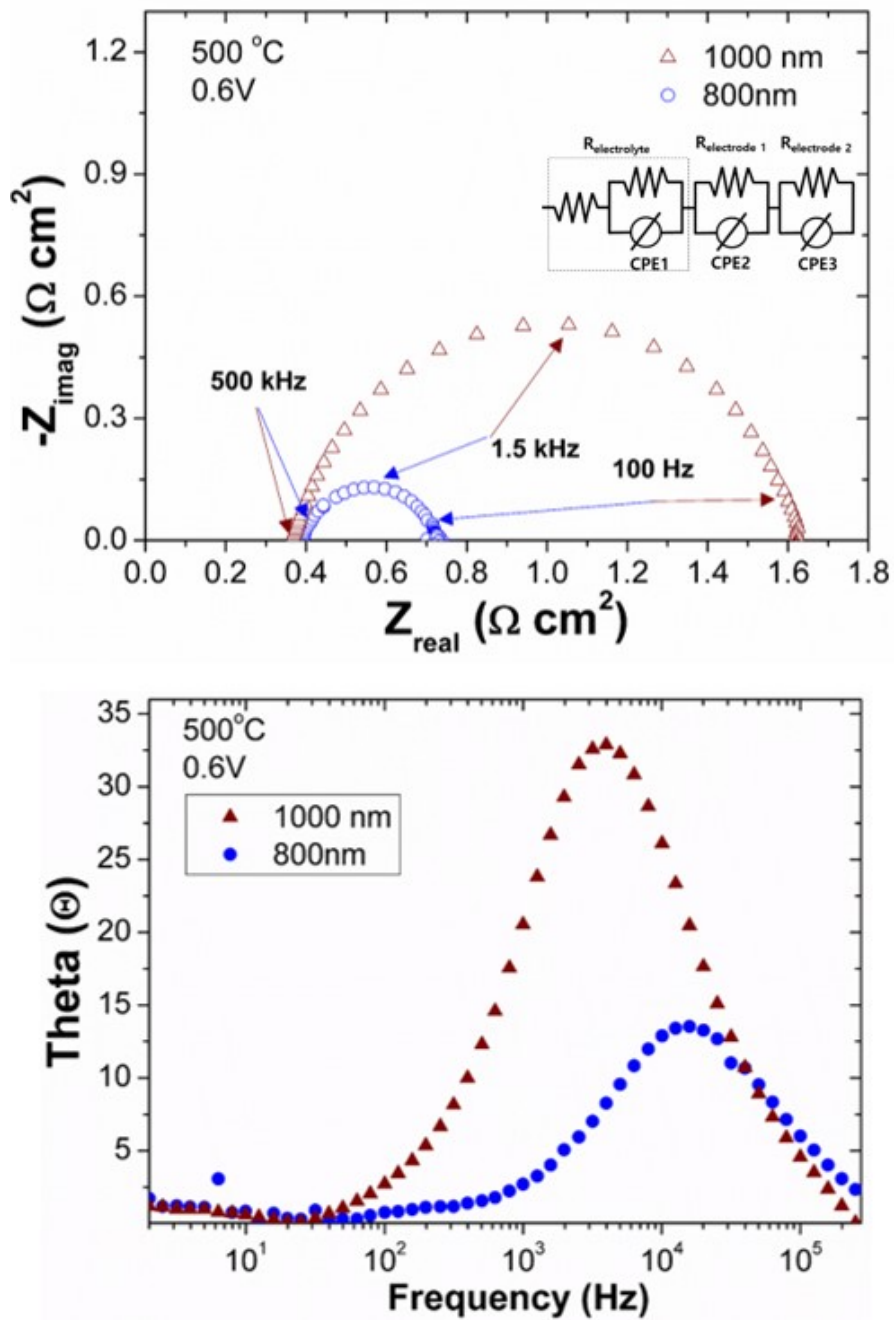 500 °C
0.6V
1000 nm
800nm
R_electrolyte R_electrode 1 R_electrode 2
CPE1 CPE2 CPE3
500 kHz
1.5 kHz
100 Hz
1.2
0.9
0.6
0.3
0.0
-Z_imag (Ω cm²)
0.0 0.2 0.4 0.6 0.8 1.0 1.2 1.4 1.6 1.8
Z_real (Ω cm²)
500°C
0.6V
1000 nm
800nm
35
30
25
20
15
10
5
Theta (Θ)
10¹ 10² 10³ 10⁴ 10⁵
Frequency (Hz)